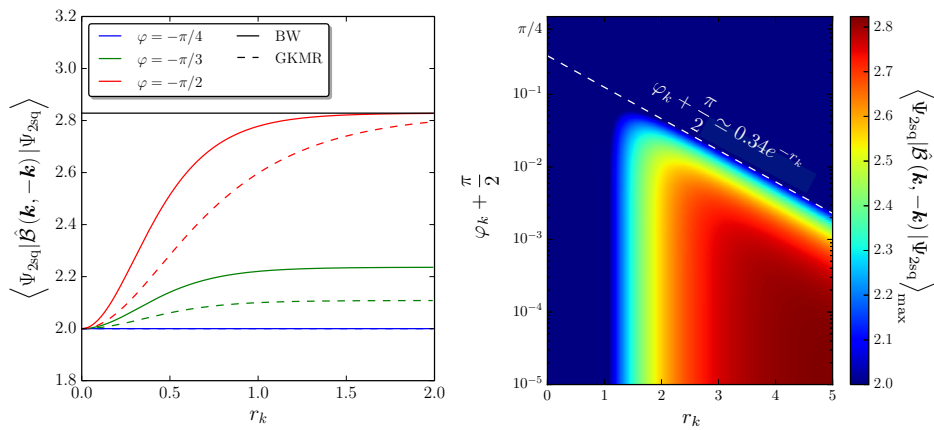 3.2
3.0
2.8
2.6
2.4
2.2
2.0
1.8
⟨Ψ_{2sq}|B̂(k, −k)|Ψ_{2sq}⟩
φ = −π/4
φ = −π/3
φ = −π/2
BW
GKMR
0.0 0.5 1.0 1.5 2.0
r_k
π/4
10^{-1}
10^{-2}
10^{-3}
10^{-4}
10^{-5}
φ_k + π/2
φ_k + π/2 ≃ 0.34e^{−r_k}
0 1 2 3 4 5
r_k
2.8
2.7
2.6
2.5
2.4
2.3
2.2
2.1
2.0
⟨Ψ_{2sq}|B̂(k, −k)|Ψ_{2sq}⟩_{max}